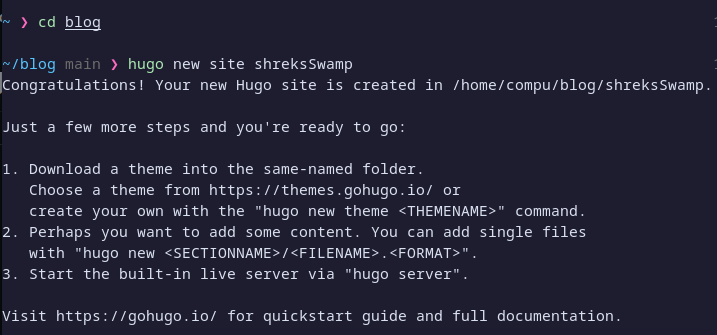 ~ ❯ cd blog
~/blog main ❯ hugo new site shreksSwamp
Congratulations! Your new Hugo site is created in /home/compu/blog/shreksSwamp.
Just a few more steps and you're ready to go:
1. Download a theme into the same-named folder.
Choose a theme from https://themes.gohugo.io/ or
create your own with the "hugo new theme <THEMENAME>" command.
2. Perhaps you want to add some content. You can add single files
with "hugo new <SECTIONNAME>/<FILENAME>.<FORMAT>".
3. Start the built-in live server via "hugo server".
Visit https://gohugo.io/ for quickstart guide and full documentation.